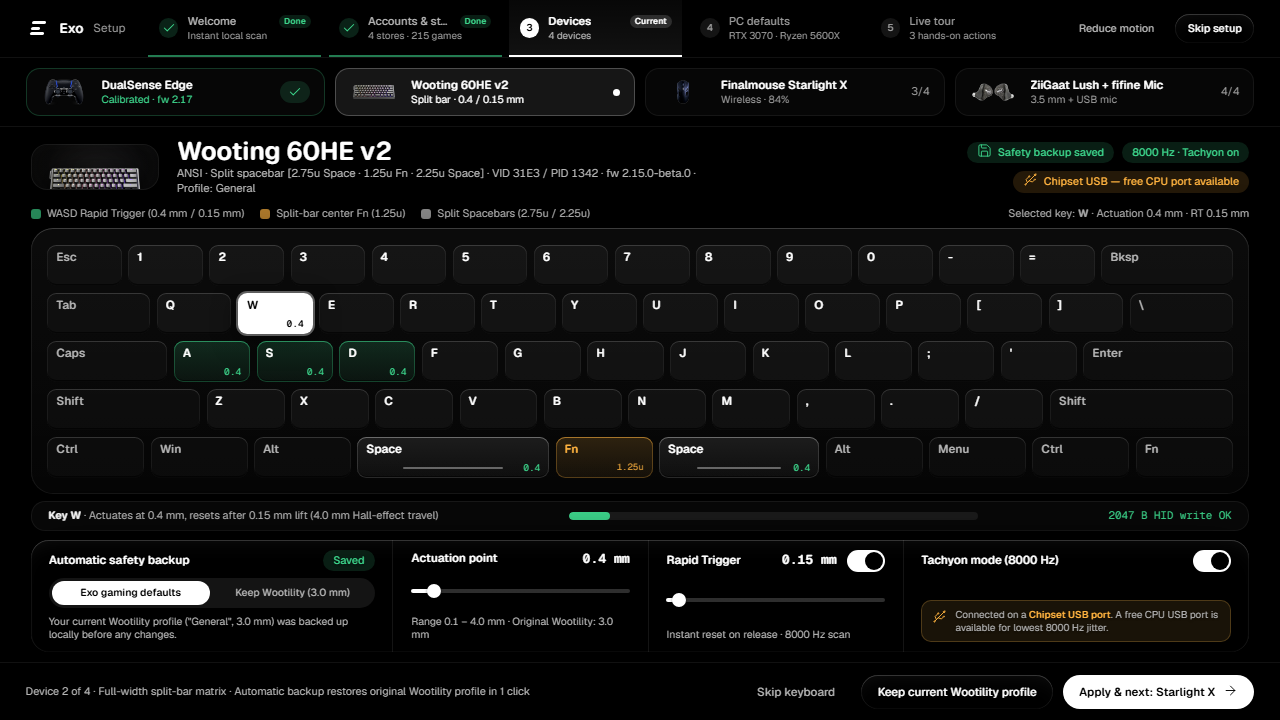 Exo Setup
Welcome Done
Instant local scan
Accounts & st... Done
4 stores · 215 games
3 Devices Current
4 devices
4 PC defaults
RTX 3070 · Ryzen 5600X
5 Live tour
3 hands-on actions
Reduce motion
Skip setup
DualSense Edge
Calibrated · fw 2.17
Wooting 60HE v2
Split bar · 0.4 / 0.15 mm
Finalmouse Starlight X
Wireless · 84%
3/4
ZiiGaat Lush + fifine Mic
3.5 mm + USB mic
4/4
Wooting 60HE v2
ANSI · Split spacebar [2.75u Space · 1.25u Fn · 2.25u Space] · VID 31E3 / PID 1342 · fw 2.15.0-beta.0 ·
Profile: General
Safety backup saved
8000 Hz · Tachyon on
Chipset USB — free CPU port available
WASD Rapid Trigger (0.4 mm / 0.15 mm)
Split-bar center Fn (1.25u)
Split Spacebars (2.75u / 2.25u)
Selected key: W · Actuation 0.4 mm · RT 0.15 mm
Esc 1 2 3 4 5 6 7 8 9 0 - = Bksp
Tab Q W E R T Y U I O P [ ] \
0.4
Caps A S D F G H J K L ; ' Enter
0.4 0.4 0.4
Shift Z X C V B N M , . / Shift
Ctrl Win Alt Space Fn Space Alt Menu Ctrl Fn
0.4 1.25u 0.4
Key W · Actuates at 0.4 mm, resets after 0.15 mm lift (4.0 mm Hall-effect travel)
2047 B HID write OK
Automatic safety backup Saved
Exo gaming defaults
Keep Wootility (3.0 mm)
Your current Wootility profile ("General", 3.0 mm) was backed up
locally before any changes.
Actuation point 0.4 mm
Range 0.1 – 4.0 mm · Original Wootility: 3.0
mm
Rapid Trigger 0.15 mm
Instant reset on release · 8000 Hz scan
Tachyon mode (8000 Hz)
Connected on a Chipset USB port. A free CPU USB port is
available for lowest 8000 Hz jitter.
Device 2 of 4 · Full-width split-bar matrix · Automatic backup restores original Wootility profile in 1 click
Skip keyboard
Keep current Wootility profile
Apply & next: Starlight X →